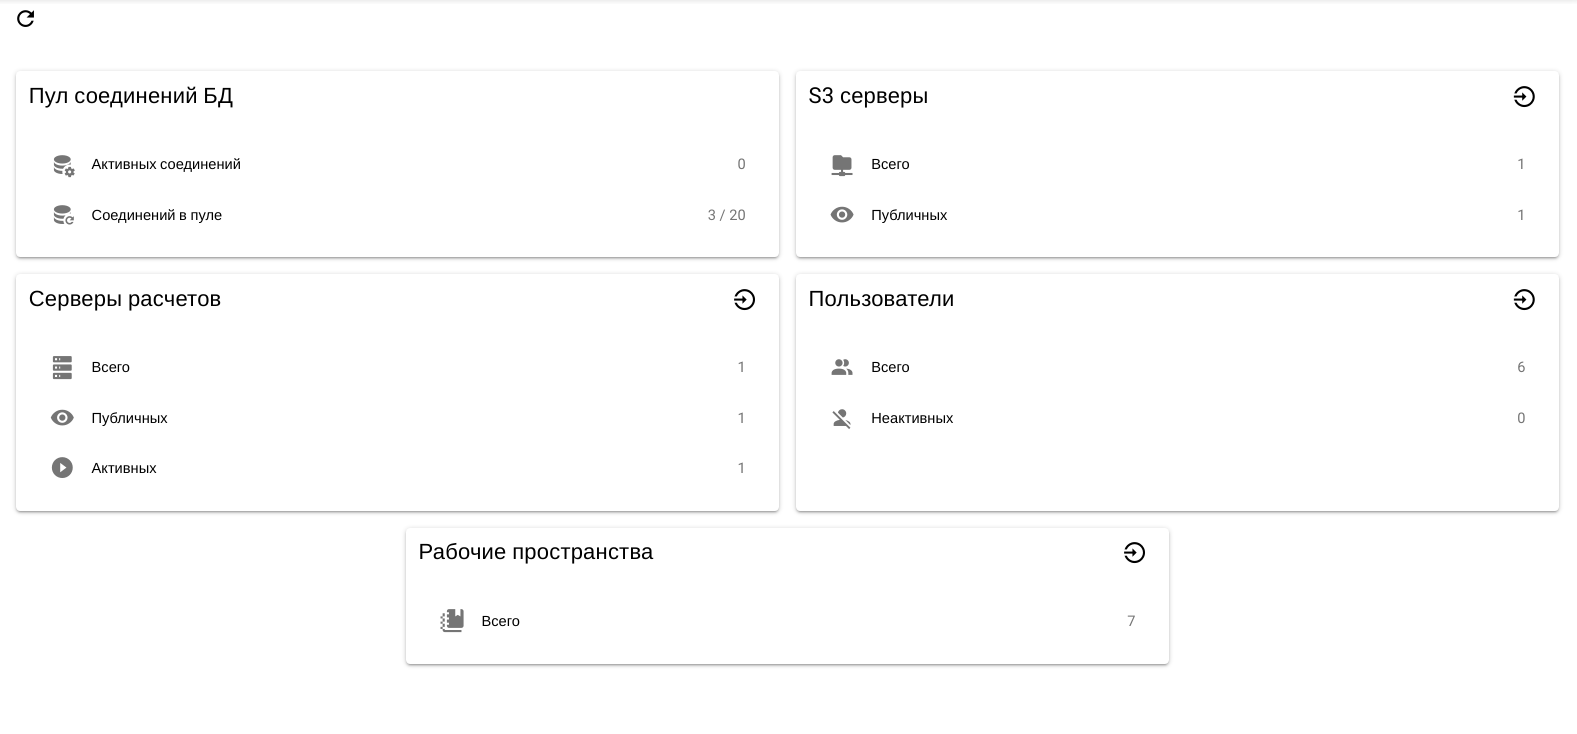 Пул соединений БД
Активных соединений 0
Соединений в пуле 3 / 20
S3 серверы
Всего 1
Публичных 1
Серверы расчетов
Всего 1
Публичных 1
Активных 1
Пользователи
Всего 6
Неактивных 0
Рабочие пространства
Всего 7